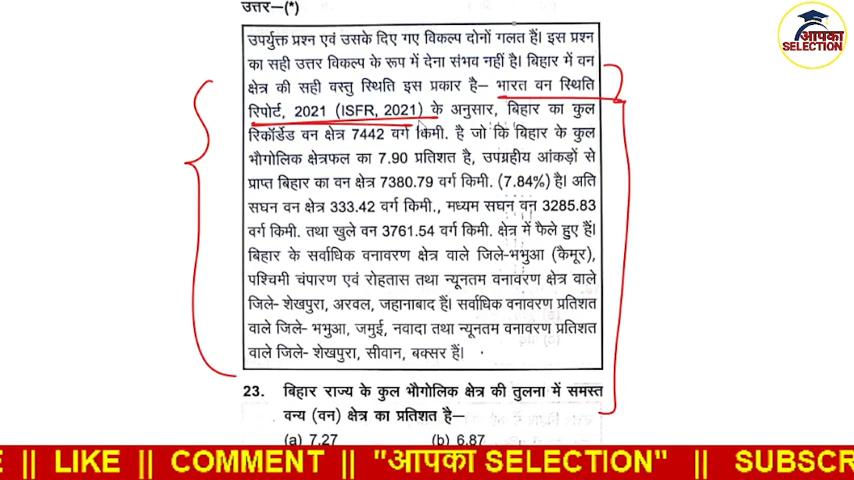 उत्तर–(*)
आपका
SELECTION
उपर्युक्त प्रश्न एवं उसके दिए गए विकल्प दोनों गलत हैं। इस प्रश्न
का सही उत्तर विकल्प के रूप में देना संभव नहीं है। बिहार में वन
क्षेत्र की सही वस्तु स्थिति इस प्रकार है– भारत वन स्थिति
रिपोर्ट, 2021 (ISFR, 2021) के अनुसार, बिहार का कुल
रिकॉर्डेड वन क्षेत्र 7442 वर्ग किमी. है जो कि बिहार के कुल
भौगोलिक क्षेत्रफल का 7.90 प्रतिशत है, उपग्रहीय आंकड़ों से
प्राप्त बिहार का वन क्षेत्र 7380.79 वर्ग किमी. (7.84%) है। अति
सघन वन क्षेत्र 333.42 वर्ग किमी., मध्यम सघन वन 3285.83
वर्ग किमी. तथा खुले वन 3761.54 वर्ग किमी. क्षेत्र में फैले हुए हैं।
बिहार के सर्वाधिक वनावरण क्षेत्र वाले जिले-भभुआ (कैमूर),
पश्चिमी चंपारण एवं रोहतास तथा न्यूनतम वनावरण क्षेत्र वाले
जिले- शेखपुरा, अरवल, जहानाबाद हैं। सर्वाधिक वनावरण प्रतिशत
वाले जिले- भभुआ, जमुई, नवादा तथा न्यूनतम वनावरण प्रतिशत
वाले जिले- शेखपुरा, सीवान, बक्सर हैं।
23. बिहार राज्य के कुल भौगोलिक क्षेत्र की तुलना में समस्त
वन्य (वन) क्षेत्र का प्रतिशत है–
(a) 7.27 (b) 6.87
E || LIKE || COMMENT || "आपका SELECTION" || SUBSCR